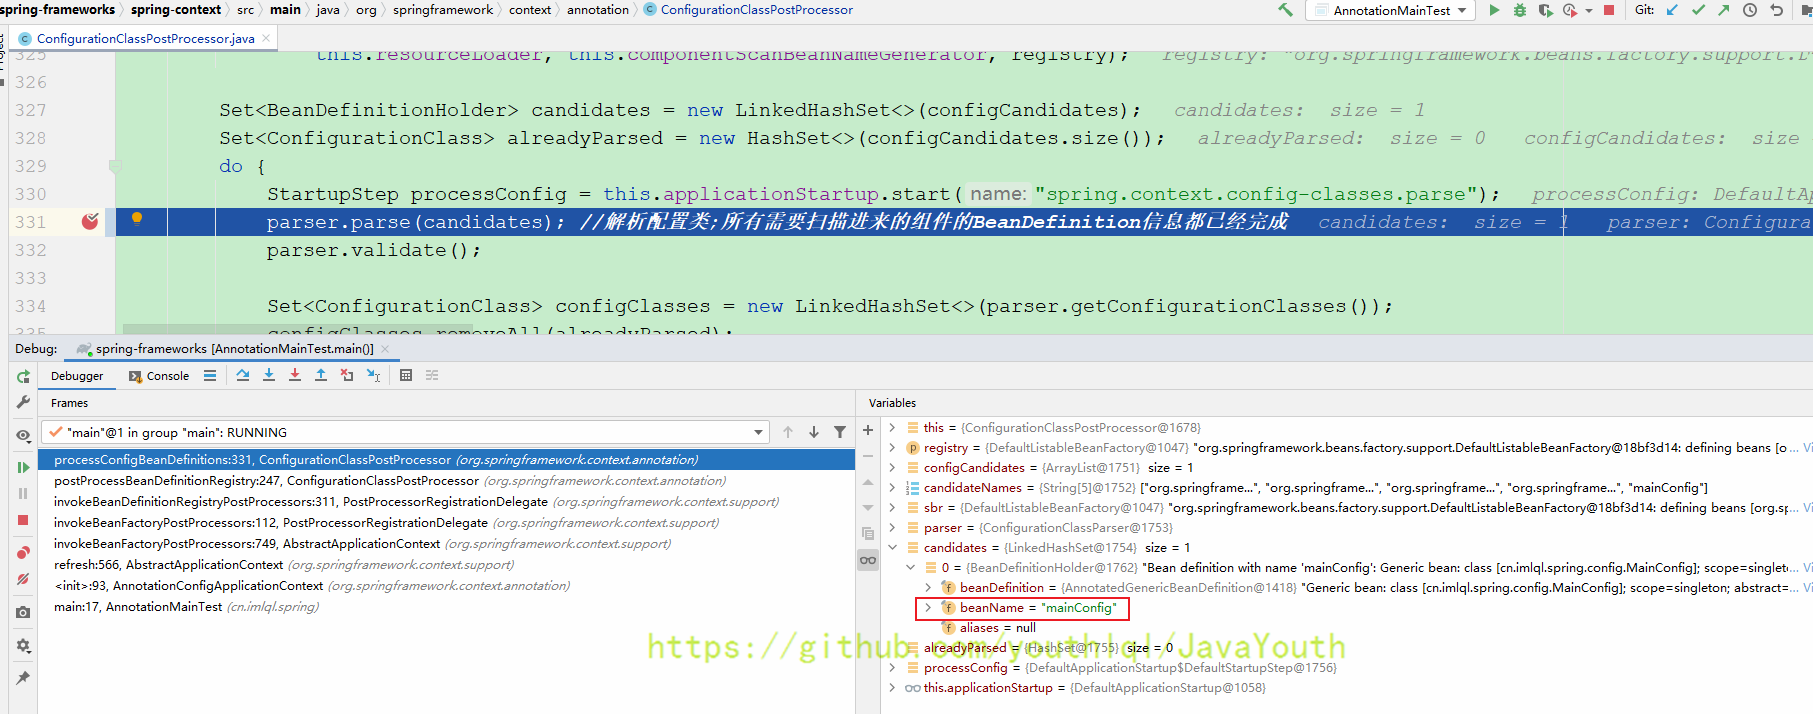 spring-frameworks › spring-context › src › main › java › org › springframework › context › annotation › ConfigurationClassPostProcessor
AnnotationMainTest
Git:
ConfigurationClassPostProcessor.java
325 this.resourceLoader, this.componentScanBeanNameGenerator, registry); registry: "org.springframework.beans.factory.support.D
326
327 Set<BeanDefinitionHolder> candidates = new LinkedHashSet<>(configCandidates); candidates: size = 1
328 Set<ConfigurationClass> alreadyParsed = new HashSet<>(configCandidates.size()); alreadyParsed: size = 0 configCandidates: size
329 do {
330 StartupStep processConfig = this.applicationStartup.start( name: "spring.context.config-classes.parse"); processConfig: DefaultAp
331 parser.parse(candidates); //解析配置类;所有需要扫描进来的组件的BeanDefinition信息都已经完成 candidates: size = 1 parser: Configura
332 parser.validate();
333
334 Set<ConfigurationClass> configClasses = new LinkedHashSet<>(parser.getConfigurationClasses());
335 configClasses.removeAll(alreadyParsed);
Debug: spring-frameworks [AnnotationMainTest.main()]
Debugger Console
Frames
"main"@1 in group "main": RUNNING
processConfigBeanDefinitions:331, ConfigurationClassPostProcessor (org.springframework.context.annotation)
postProcessBeanDefinitionRegistry:247, ConfigurationClassPostProcessor (org.springframework.context.annotation)
invokeBeanDefinitionRegistryPostProcessors:311, PostProcessorRegistrationDelegate (org.springframework.context.support)
invokeBeanFactoryPostProcessors:112, PostProcessorRegistrationDelegate (org.springframework.context.support)
invokeBeanFactoryPostProcessors:749, AbstractApplicationContext (org.springframework.context.support)
refresh:566, AbstractApplicationContext (org.springframework.context.support)
<init>:93, AnnotationConfigApplicationContext (org.springframework.context.annotation)
main:17, AnnotationMainTest (cn.imlql.spring)
Variables
this = {ConfigurationClassPostProcessor@1678}
registry = {DefaultListableBeanFactory@1047} "org.springframework.beans.factory.support.DefaultListableBeanFactory@18bf3d14: defining beans [o... Vi
configCandidates = {ArrayList@1751} size = 1
candidateNames = {String[5]@1752} ["org.springframe...", "org.springframe...", "org.springframe...", "org.springframe...", "mainConfig"]
sbr = {DefaultListableBeanFactory@1047} "org.springframework.beans.factory.support.DefaultListableBeanFactory@18bf3d14: defining beans [org.sp... Vi
parser = {ConfigurationClassParser@1753}
candidates = {LinkedHashSet@1754} size = 1
0 = {BeanDefinitionHolder@1762} "Bean definition with name 'mainConfig': Generic bean: class [cn.imlql.spring.config.MainConfig]; scope=singleto... Vi
beanDefinition = {AnnotatedGenericBeanDefinition@1418} "Generic bean: class [cn.imlql.spring.config.MainConfig]; scope=singleton; abstract=... Vi
beanName = "mainConfig"
aliases = null
alreadyParsed = {HashSet@1755} size = 0
processConfig = {DefaultApplicationStartup$DefaultStartupStep@1756}
this.applicationStartup = {DefaultApplicationStartup@1058}
https://github.com/youthlql/JavaYouth